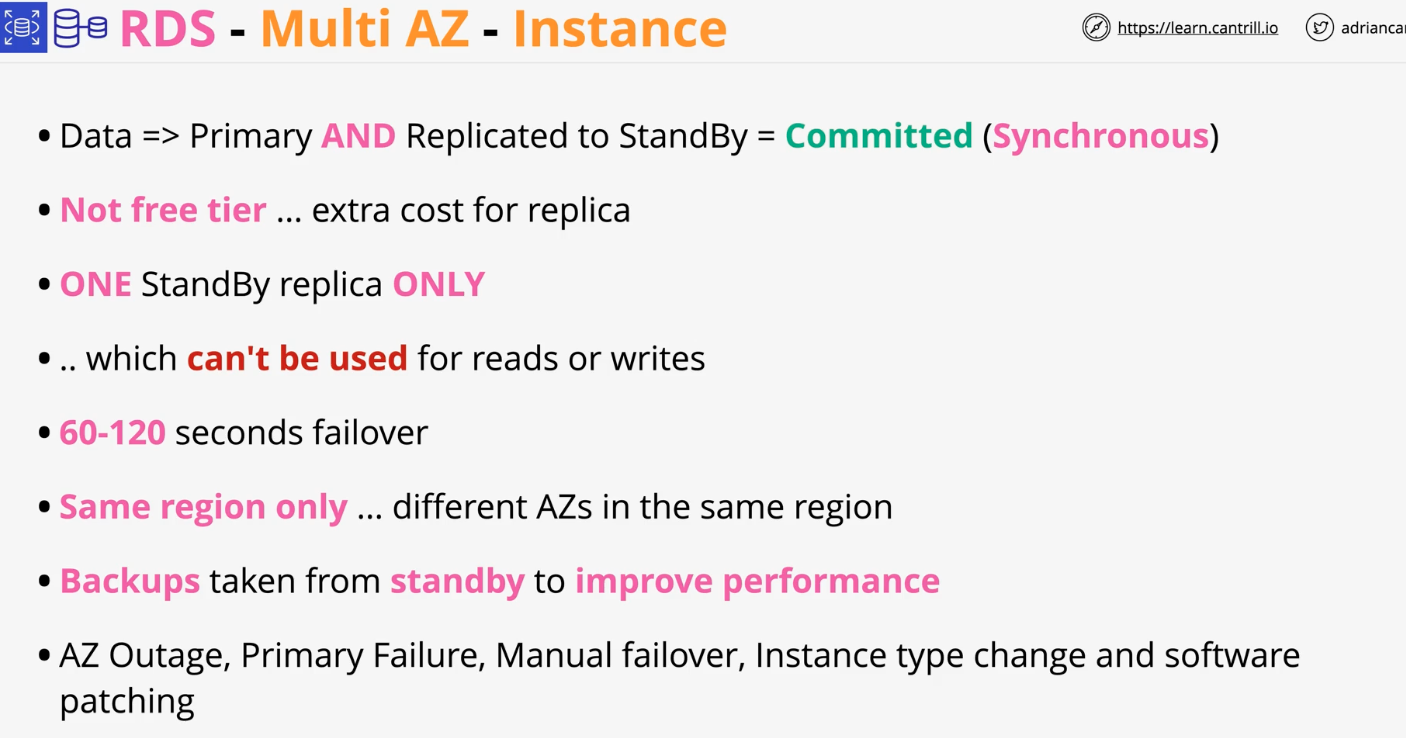 RDS - Multi AZ - Instance
https://learn.cantrill.io
• Data => Primary AND Replicated to StandBy = Committed (Synchronous)
• Not free tier ... extra cost for replica
• ONE StandBy replica ONLY
• .. which can't be used for reads or writes
• 60-120 seconds failover
• Same region only ... different AZs in the same region
• Backups taken from standby to improve performance
• AZ Outage, Primary Failure, Manual failover, Instance type change and software
patching